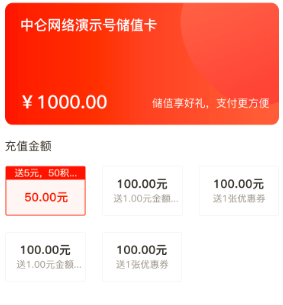 中仑网络演示号储值卡
￥1000.00
储值享好礼，支付更方便
充值金额
送5元，50积...
50.00元
100.00元
送1.00元金额...
100.00元
送1张优惠券
100.00元
送1.00元金额...
100.00元
送1张优惠券